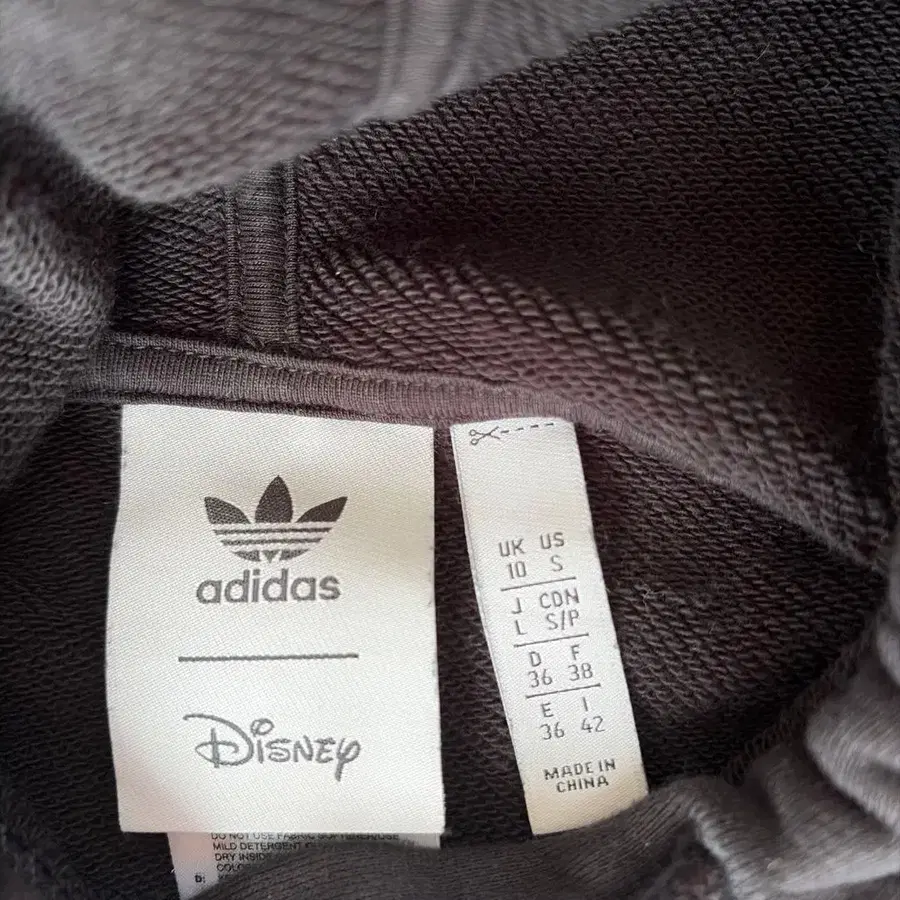 adidas
Disney
UK US
10 S
J CDN
L S/P
D F
36 38
E I
36 42
MADE IN
CHINA
DO NOT USE FABRIC SOFTENER/USE
MILD DETERGENT
DRY INSIDE
D: